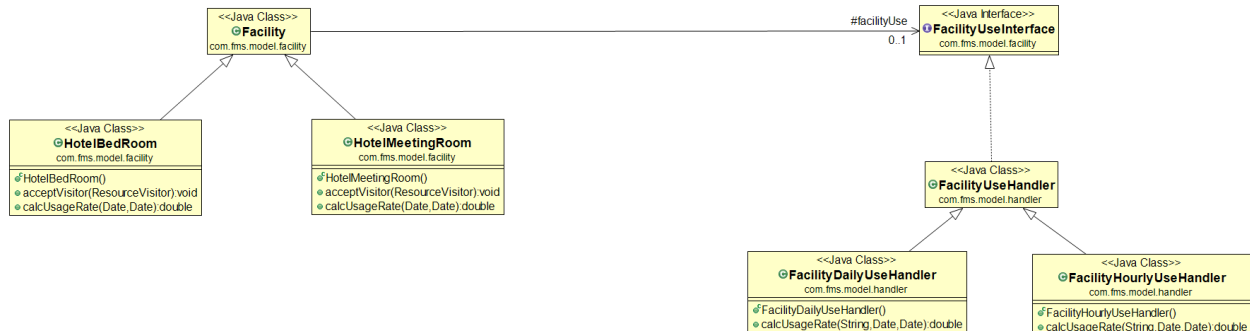 <<Java Class>>
Facility
com.fms.model.facility
#facilityUse
0..1
<<Java Interface>>
FacilityUseInterface
com.fms.model.facility
<<Java Class>>
HotelBedRoom
com.fms.model.facility
HotelBedRoom()
acceptVisitor(ResourceVisitor):void
calcUsageRate(Date,Date):double
<<Java Class>>
HotelMeetingRoom
com.fms.model.facility
HotelMeetingRoom()
acceptVisitor(ResourceVisitor):void
calcUsageRate(Date,Date):double
<<Java Class>>
FacilityUseHandler
com.fms.model.handler
<<Java Class>>
FacilityDailyUseHandler
com.fms.model.handler
FacilityDailyUseHandler()
calcUsageRate(String,Date,Date):double
<<Java Class>>
FacilityHourlyUseHandler
com.fms.model.handler
FacilityHourlyUseHandler()
calcUsageRate(String,Date,Date):double